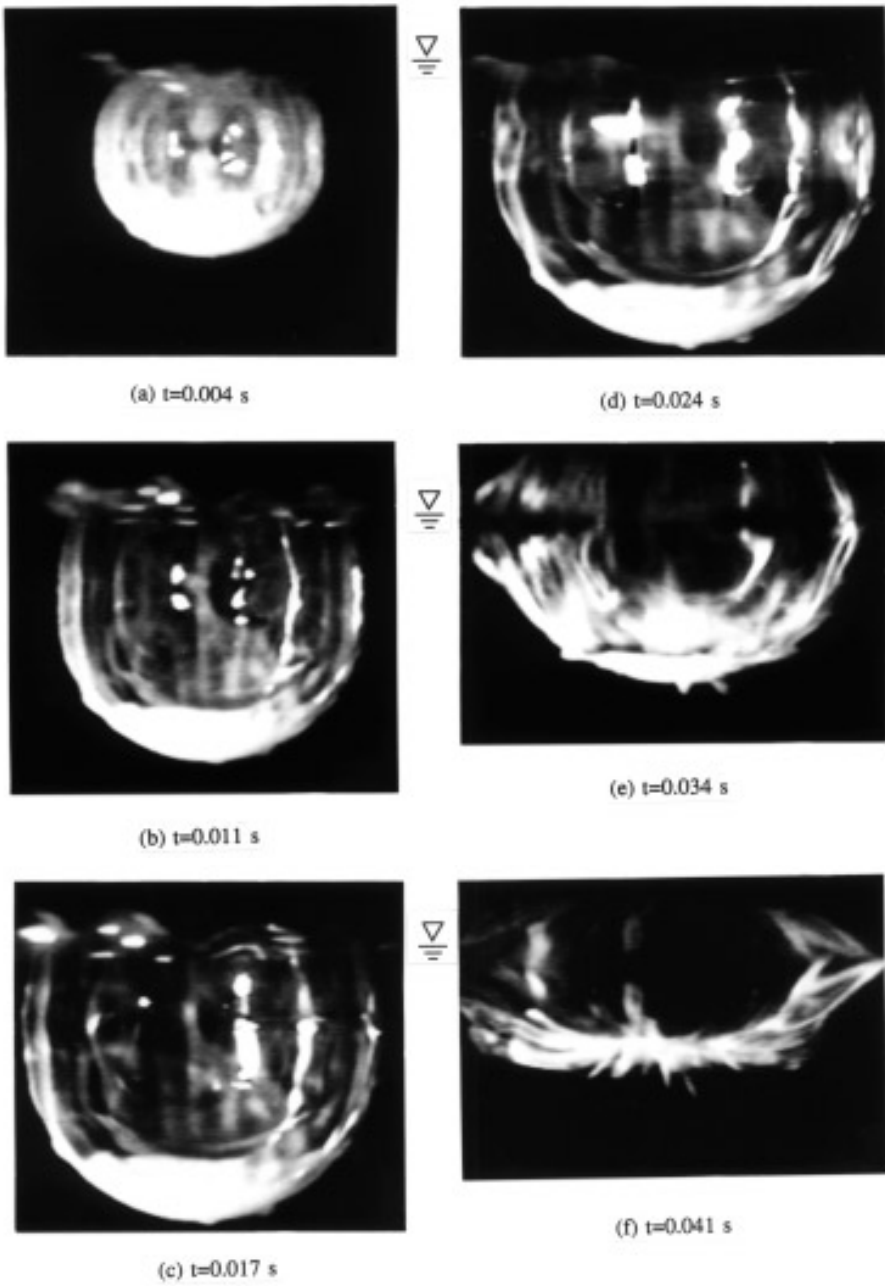 (a) t=0.004 s
(d) t=0.024 s
(b) t=0.011 s
(e) t=0.034 s
(c) t=0.017 s
(f) t=0.041 s